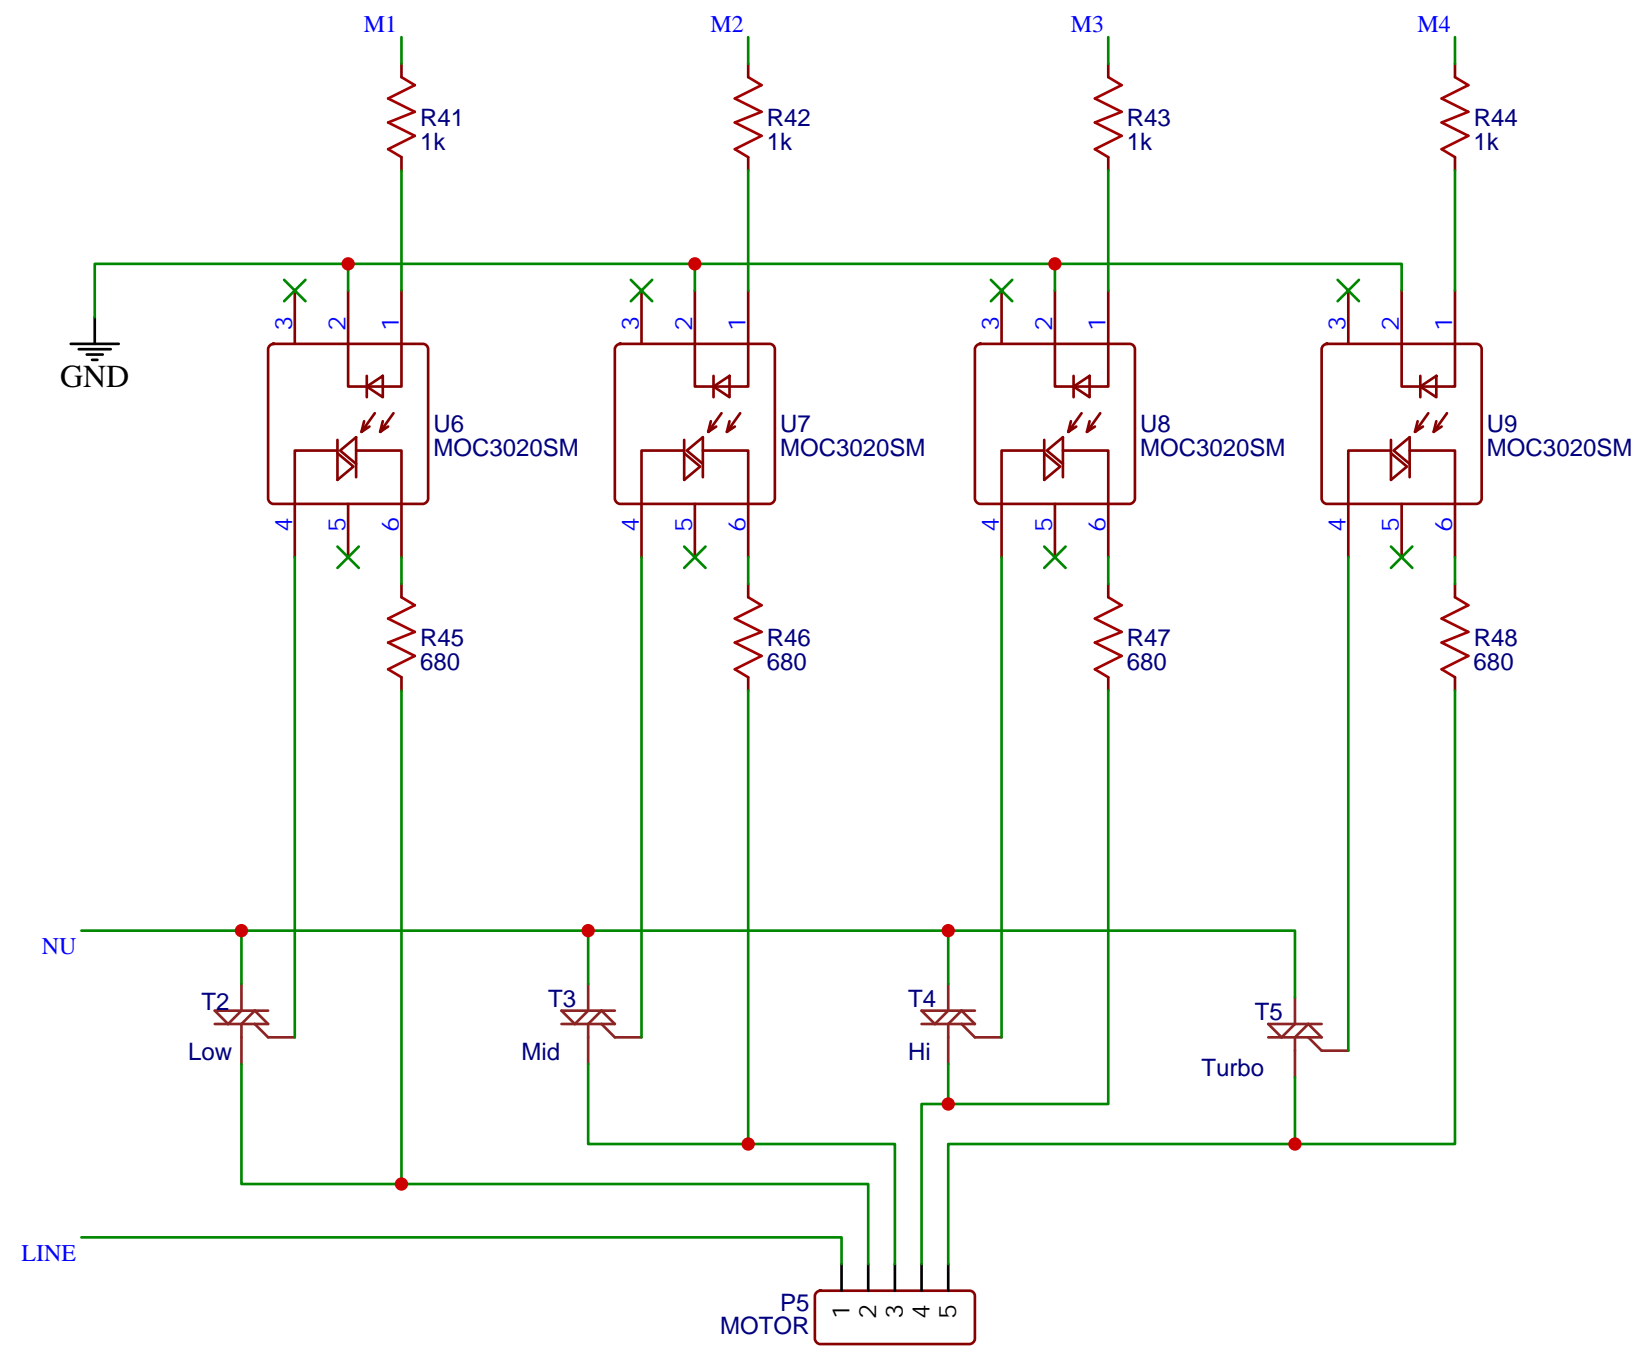 M1
M2
M3
M4
R41
1k
R42
1k
R43
1k
R44
1k
3 2 1
3 2 1
3 2 1
3 2 1
GND
U6
MOC3020SM
U7
MOC3020SM
U8
MOC3020SM
U9
MOC3020SM
4 5 6
4 5 6
4 5 6
4 5 6
R45
680
R46
680
R47
680
R48
680
NU
T2
Low
T3
Mid
T4
Hi
T5
Turbo
LINE
P5
MOTOR
1 2 3 4 5